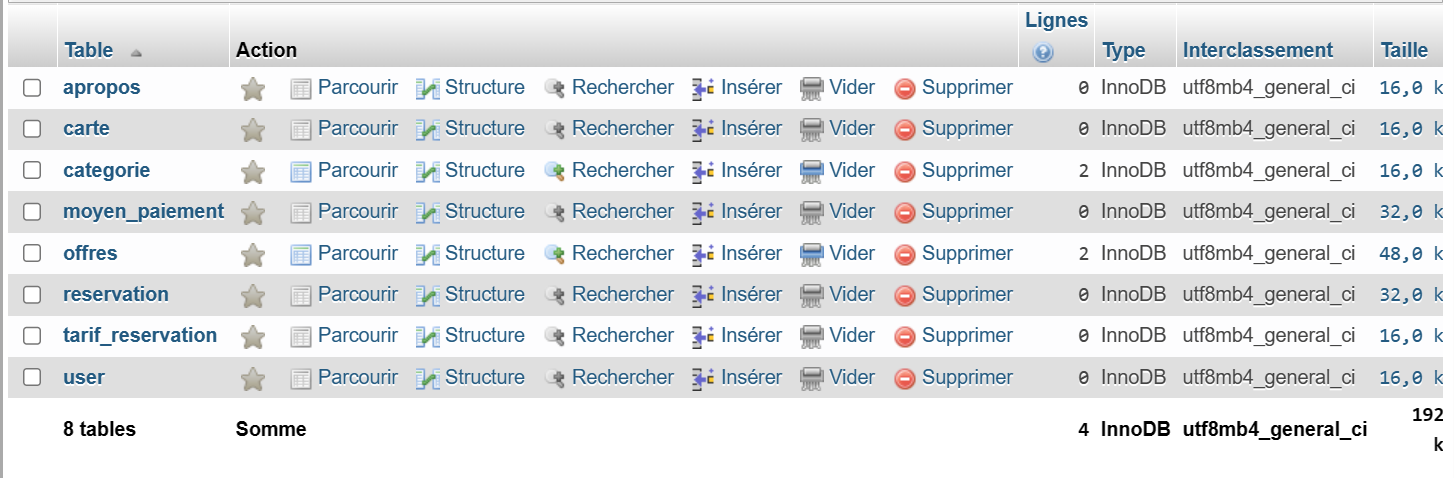 Lignes
Table Action Type Interclassement Taille
apropos Parcourir Structure Rechercher Insérer Vider Supprimer 0 InnoDB utf8mb4_general_ci 16,0 k
carte Parcourir Structure Rechercher Insérer Vider Supprimer 0 InnoDB utf8mb4_general_ci 16,0 k
categorie Parcourir Structure Rechercher Insérer Vider Supprimer 2 InnoDB utf8mb4_general_ci 16,0 k
moyen_paiement Parcourir Structure Rechercher Insérer Vider Supprimer 0 InnoDB utf8mb4_general_ci 32,0 k
offres Parcourir Structure Rechercher Insérer Vider Supprimer 2 InnoDB utf8mb4_general_ci 48,0 k
reservation Parcourir Structure Rechercher Insérer Vider Supprimer 0 InnoDB utf8mb4_general_ci 32,0 k
tarif_reservation Parcourir Structure Rechercher Insérer Vider Supprimer 0 InnoDB utf8mb4_general_ci 16,0 k
user Parcourir Structure Rechercher Insérer Vider Supprimer 0 InnoDB utf8mb4_general_ci 16,0 k
8 tables Somme 4 InnoDB utf8mb4_general_ci 192
k